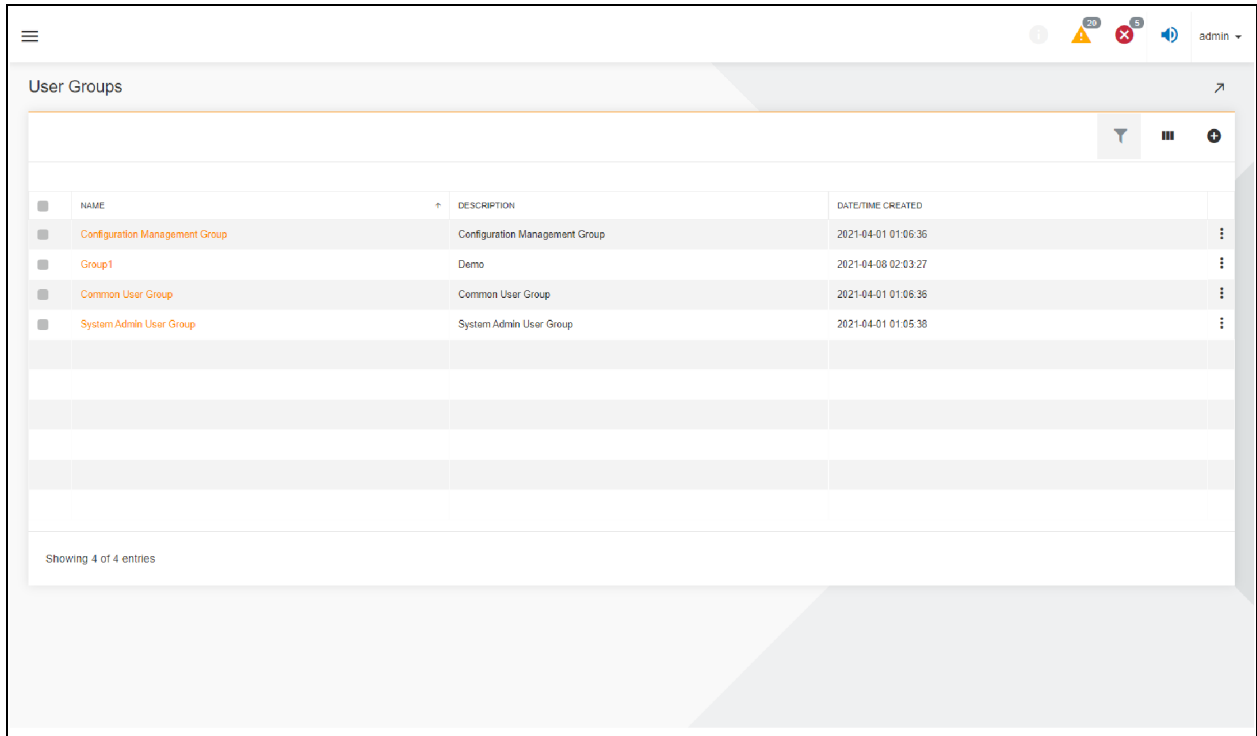 20 5 admin
User Groups
NAME DESCRIPTION DATE/TIME CREATED
Configuration Management Group Configuration Management Group 2021-04-01 01:06:36
Group1 Demo 2021-04-08 02:03:27
Common User Group Common User Group 2021-04-01 01:06:36
System Admin User Group System Admin User Group 2021-04-01 01:05:38
Showing 4 of 4 entries